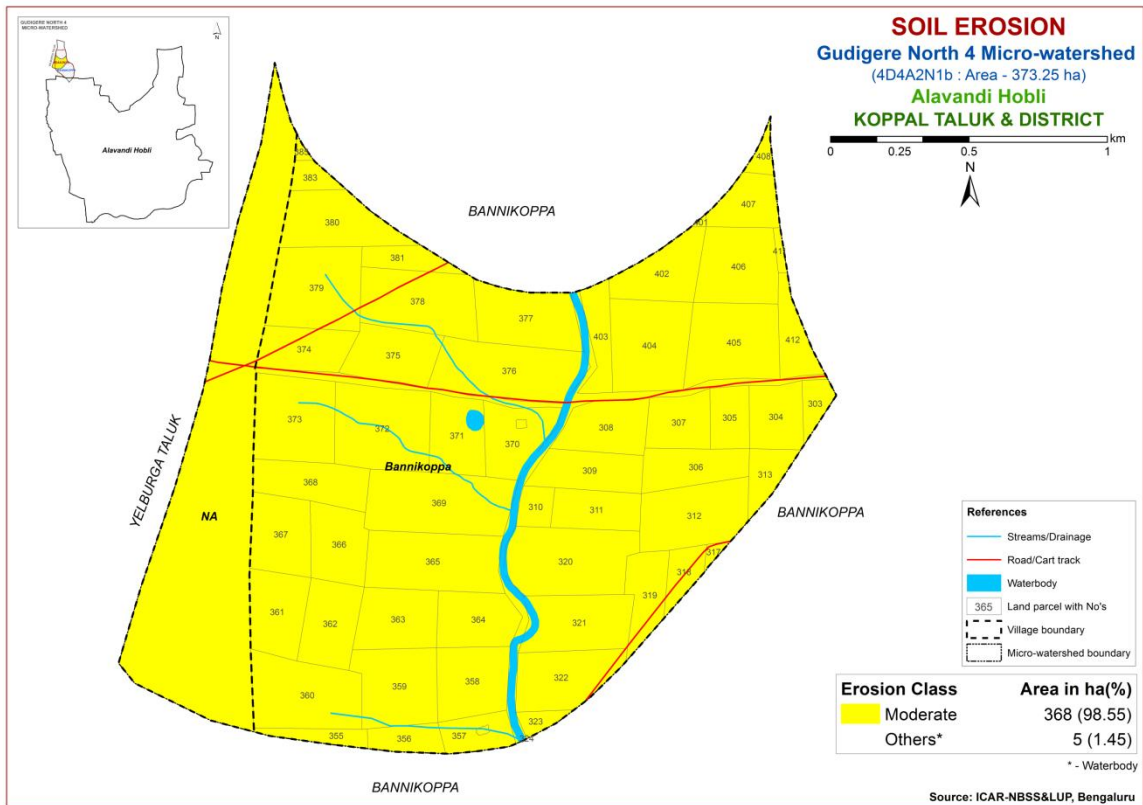 GUDIGERE NORTH 4
MICRO-WATERSHED
N
Alavandi Hobli
SOIL EROSION
Gudigere North 4 Micro-watershed
(4D4A2N1b : Area - 373.25 ha)
Alavandi Hobli
KOPPAL TALUK & DISTRICT
km
0 0.25 0.5 1
N
BANNIKOPPA
385
383
380
381
379
378
377
374
375
376
408
407
401
406
402
403
404
405
412
373
372
371
370
Bannikoppa
308
307
305
304
303
309
306
313
368
369
310
311
312
BANNIKOPPA
YELBURGA TALUK
NA
367
366
365
320
317
318
319
361
362
363
364
321
360
359
358
322
323
355
356
357
BANNIKOPPA
References
Streams/Drainage
Road/Cart track
Waterbody
365 Land parcel with No's
Village boundary
Micro-watershed boundary
Erosion Class Area in ha(%)
Moderate 368 (98.55)
Others* 5 (1.45)
* - Waterbody
Source: ICAR-NBSS&LUP, Bengaluru